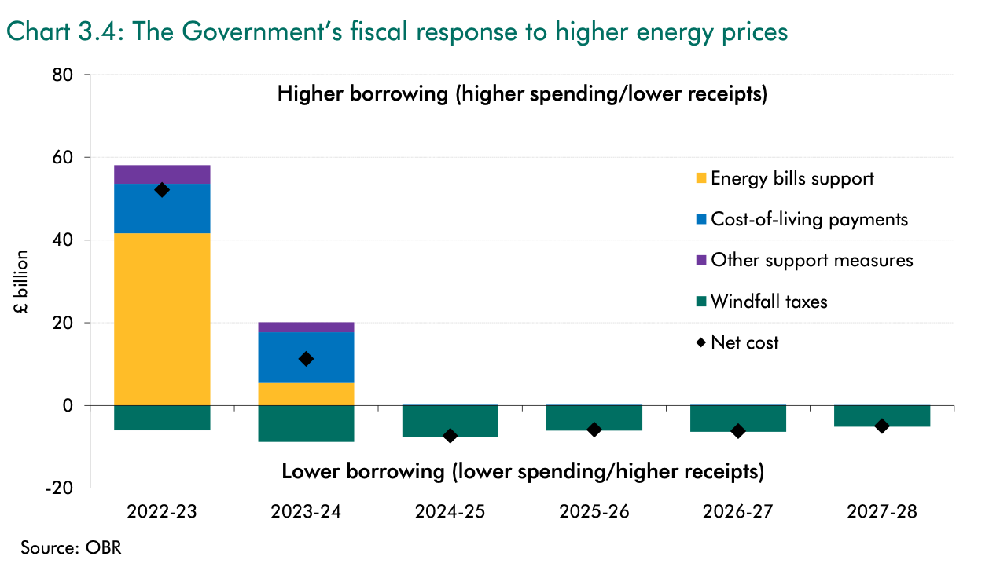 Chart 3.4: The Government's fiscal response to higher energy prices
80
Higher borrowing (higher spending/lower receipts)
60
Energy bills support
Cost-of-living payments
40
Other support measures
£ billion
Windfall taxes
20
Net cost
0
Lower borrowing (lower spending/higher receipts)
-20
2022-23
2023-24
2024-25
2025-26
2026-27
2027-28
Source: OBR